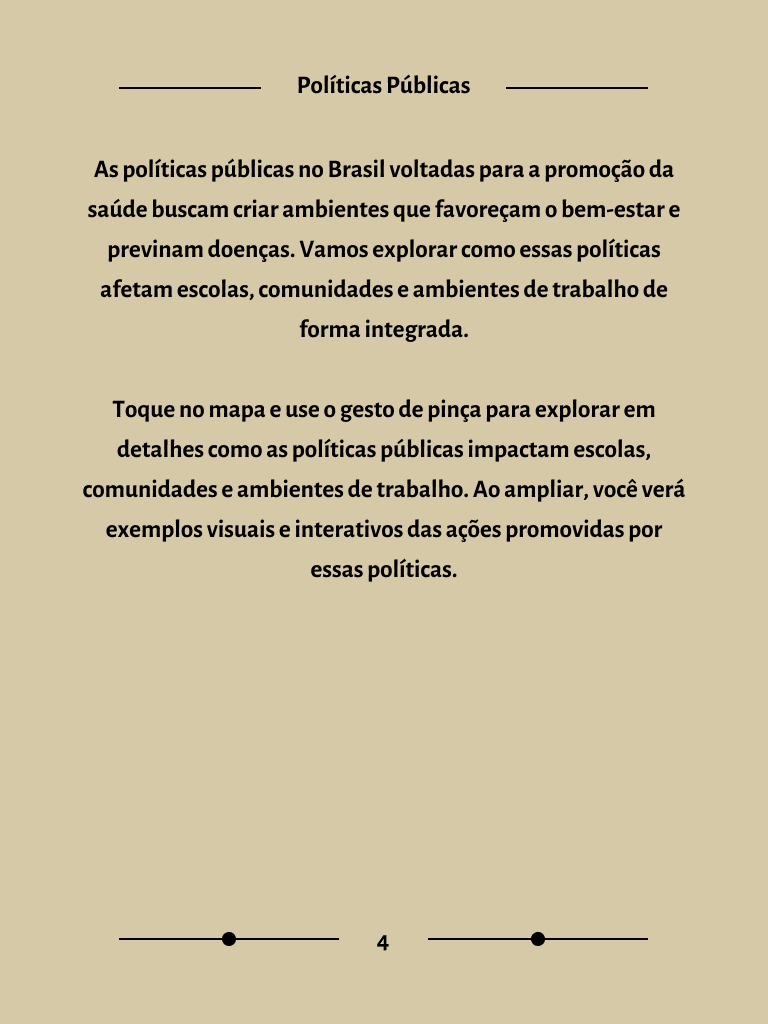 Políticas Públicas
As políticas públicas no Brasil voltadas para a promoção da
saúde buscam criar ambientes que favoreçam o bem-estar e
previnam doenças. Vamos explorar como essas políticas
afetam escolas, comunidades e ambientes de trabalho de
forma integrada.
Toque no mapa e use o gesto de pinça para explorar em
detalhes como as políticas públicas impactam escolas,
comunidades e ambientes de trabalho. Ao ampliar, você verá
exemplos visuais e interativos das ações promovidas por
essas políticas.
4